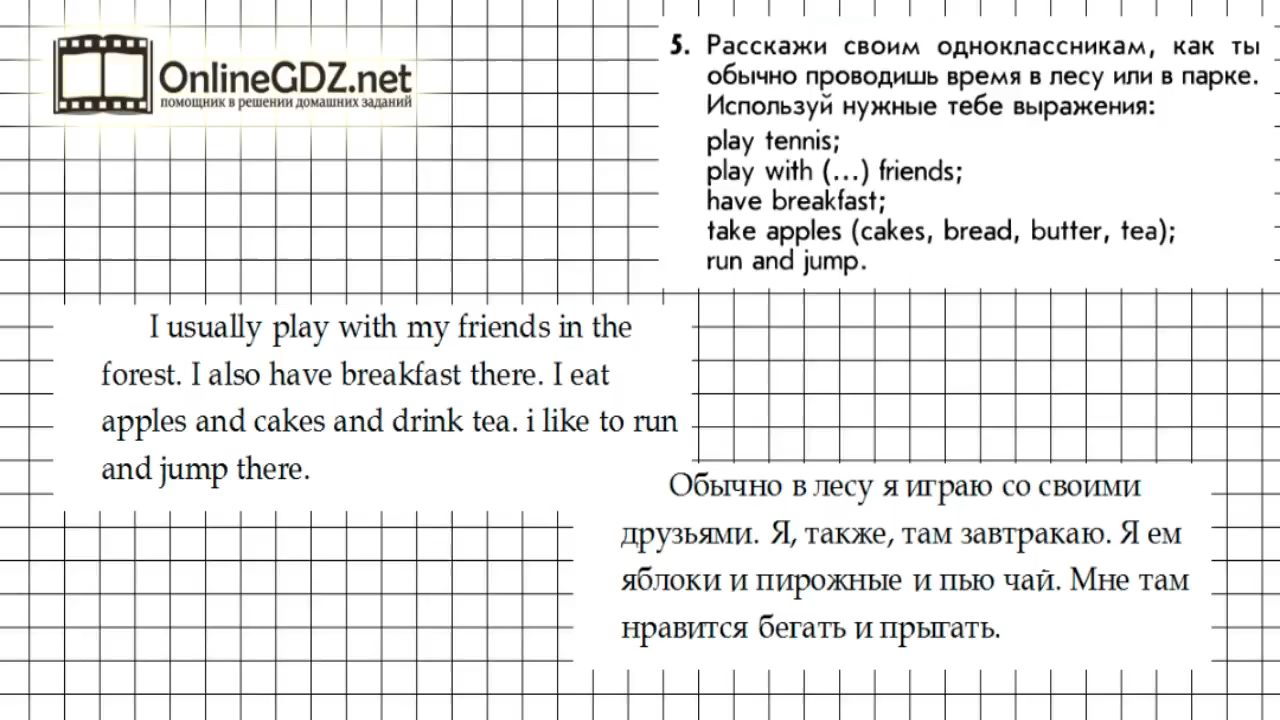 OnlineGDZ.net
помощник в решении домашних заданий
5. Расскажи своим одноклассникам, как ты
обычно проводишь время в лесу или в парке.
Используй нужные тебе выражения:
play tennis;
play with (...) friends;
have breakfast;
take apples (cakes, bread, butter, tea);
run and jump.
I usually play with my friends in the
forest. I also have breakfast there. I eat
apples and cakes and drink tea. i like to run
and jump there.
Обычно в лесу я играю со своими
друзьями. Я, также, там завтракаю. Я ем
яблоки и пирожные и пью чай. Мне там
нравится бегать и прыгать.